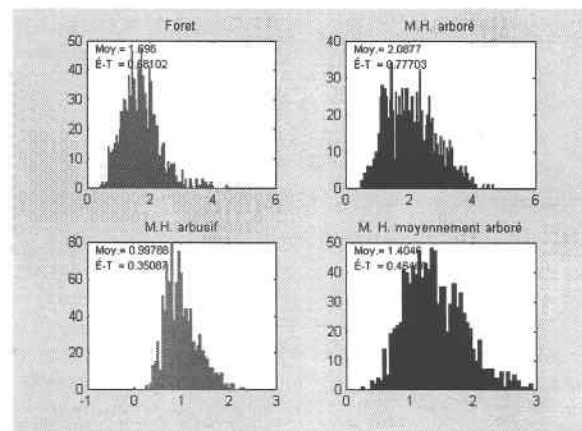 Foret
50
Moy.= 1.698
É-T = 0.68102
40
30
20
10
0
0 2 4 6
M.H. arboré
40
Moy.= 2.0877
É-T = 0.77703
30
20
10
0
0 2 4 6
M.H. arbusif
80
Moy.= 0.99788
É-T = 0.35087
60
40
20
0
-1 0 1 2 3
M. H. moyennement arboré
50
Moy.= 1.4046
É-T =
40
30
20
10
0
0 1 2 3